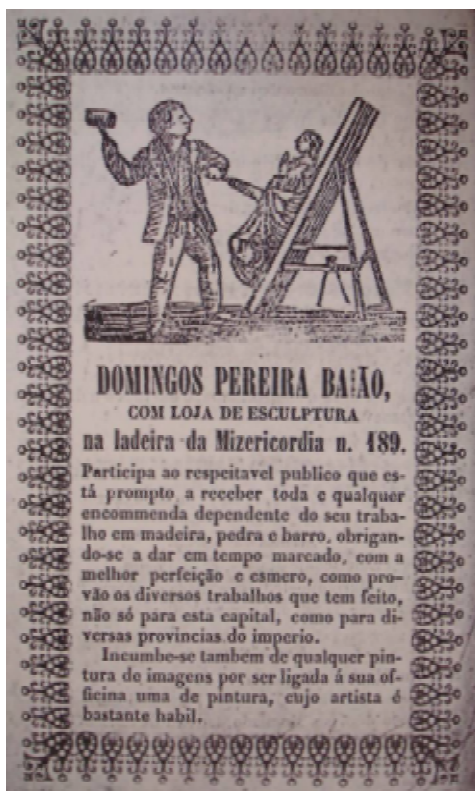 DOMINGOS PEREIRA BAIÃO,
COM LOJA DE ESCULPTURA
na ladeira da Mizericordia n. 189.
Participa ao respeitavel publico que es-
tá prompto a receber toda e qualquer
encommenda dependente do seu traba-
lho em madeira, pedra e barro, obrigan-
do-se a dar em tempo marcado, com a
melhor perfeição e esmero, como pro-
vão os diversos trabalhos que tem feito,
não só para esta capital, como para di-
versas provincias do imperio.
Incumbe-se tambem de qualquer pin-
tura de imagens por ser ligada á sua of-
ficina uma de pintura, cujo artista é
bastante habil.